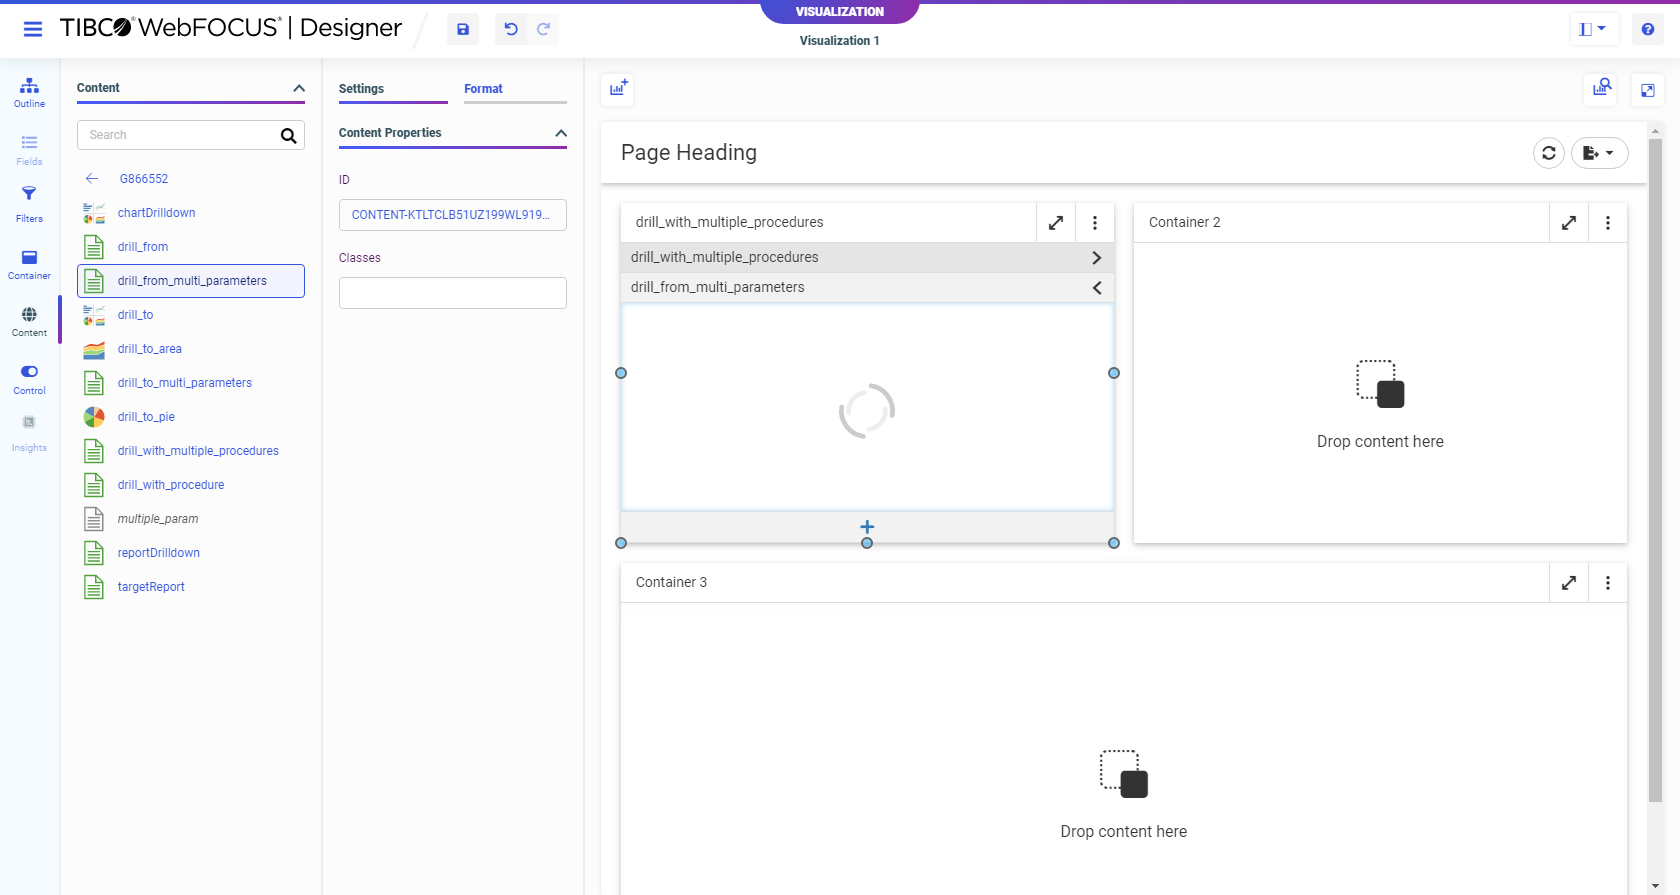 VISUALIZATION
TIBCO® WebFOCUS® | Designer
Visualization 1
Outline
Fields
Filters
Container
Content
Control
Insights
Content
Search
G866552
chartDrilldown
drill_from
drill_from_multi_parameters
drill_to
drill_to_area
drill_to_multi_parameters
drill_to_pie
drill_with_multiple_procedures
drill_with_procedure
multiple_param
reportDrilldown
targetReport
Settings
Format
Content Properties
ID
CONTENT-KTLTCLB51UZ199WL919...
Classes
Page Heading
drill_with_multiple_procedures
drill_with_multiple_procedures
drill_from_multi_parameters
Container 2
Drop content here
Container 3
Drop content here